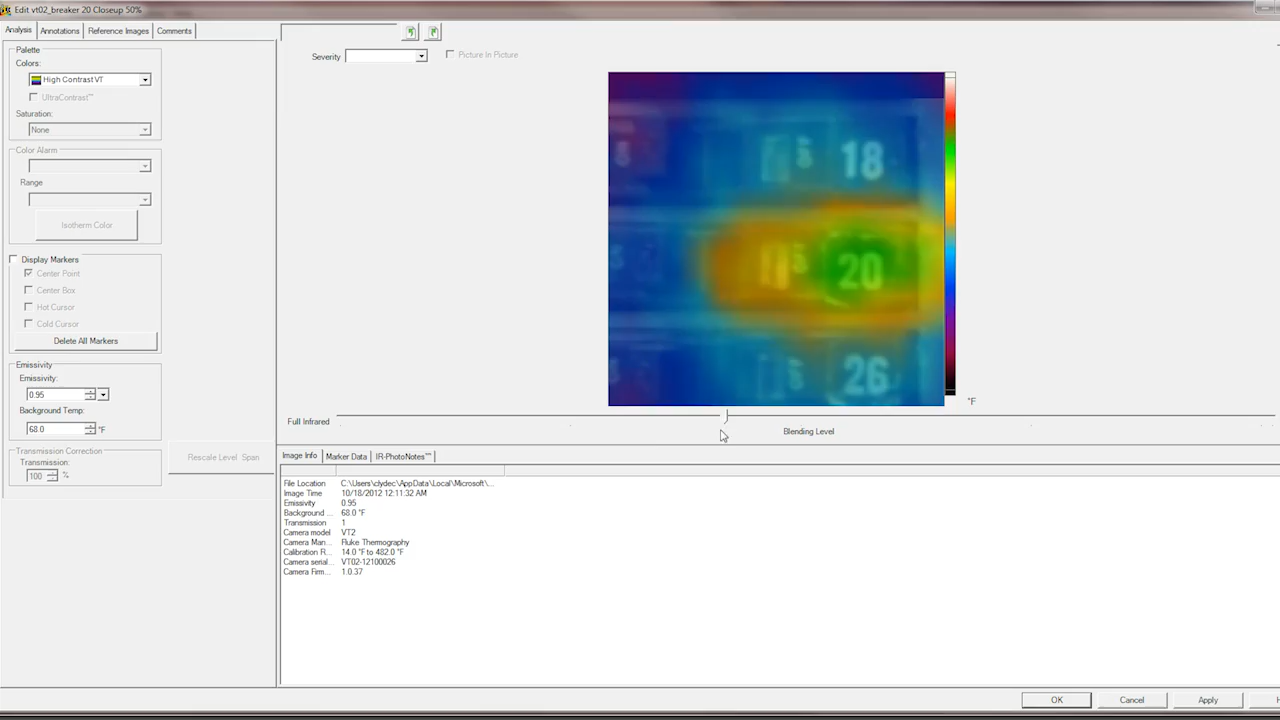 Edit vt02_breaker 20 Closeup 50%
Analysis Annotations Reference Images Comments
Palette
Colors:
High Contrast VT
UltraContrast™
Saturation:
None
Color Alarm
Range
Isotherm Color
Display Markers
Center Point
Center Box
Hot Cursor
Cold Cursor
Delete All Markers
Emissivity
Emissivity:
0.95
Background Temp:
68.0 °F
Transmission Correction
Transmission:
100 %
Rescale Level Span
Severity
Picture In Picture
18
20
26
°F
Full Infrared
Blending Level
Image Info Marker Data IR-PhotoNotes™
File Location C:\Users\clydec\AppData\Local\Microsoft\...
Image Time 10/18/2012 12:11:32 AM
Emissivity 0.95
Background ... 68.0 °F
Transmission 1
Camera model VT2
Camera Man... Fluke Thermography
Calibration R... 14.0 °F to 482.0 °F
Camera serial... VT02-12100026
Camera Firm... 1.0.37
OK Cancel Apply H